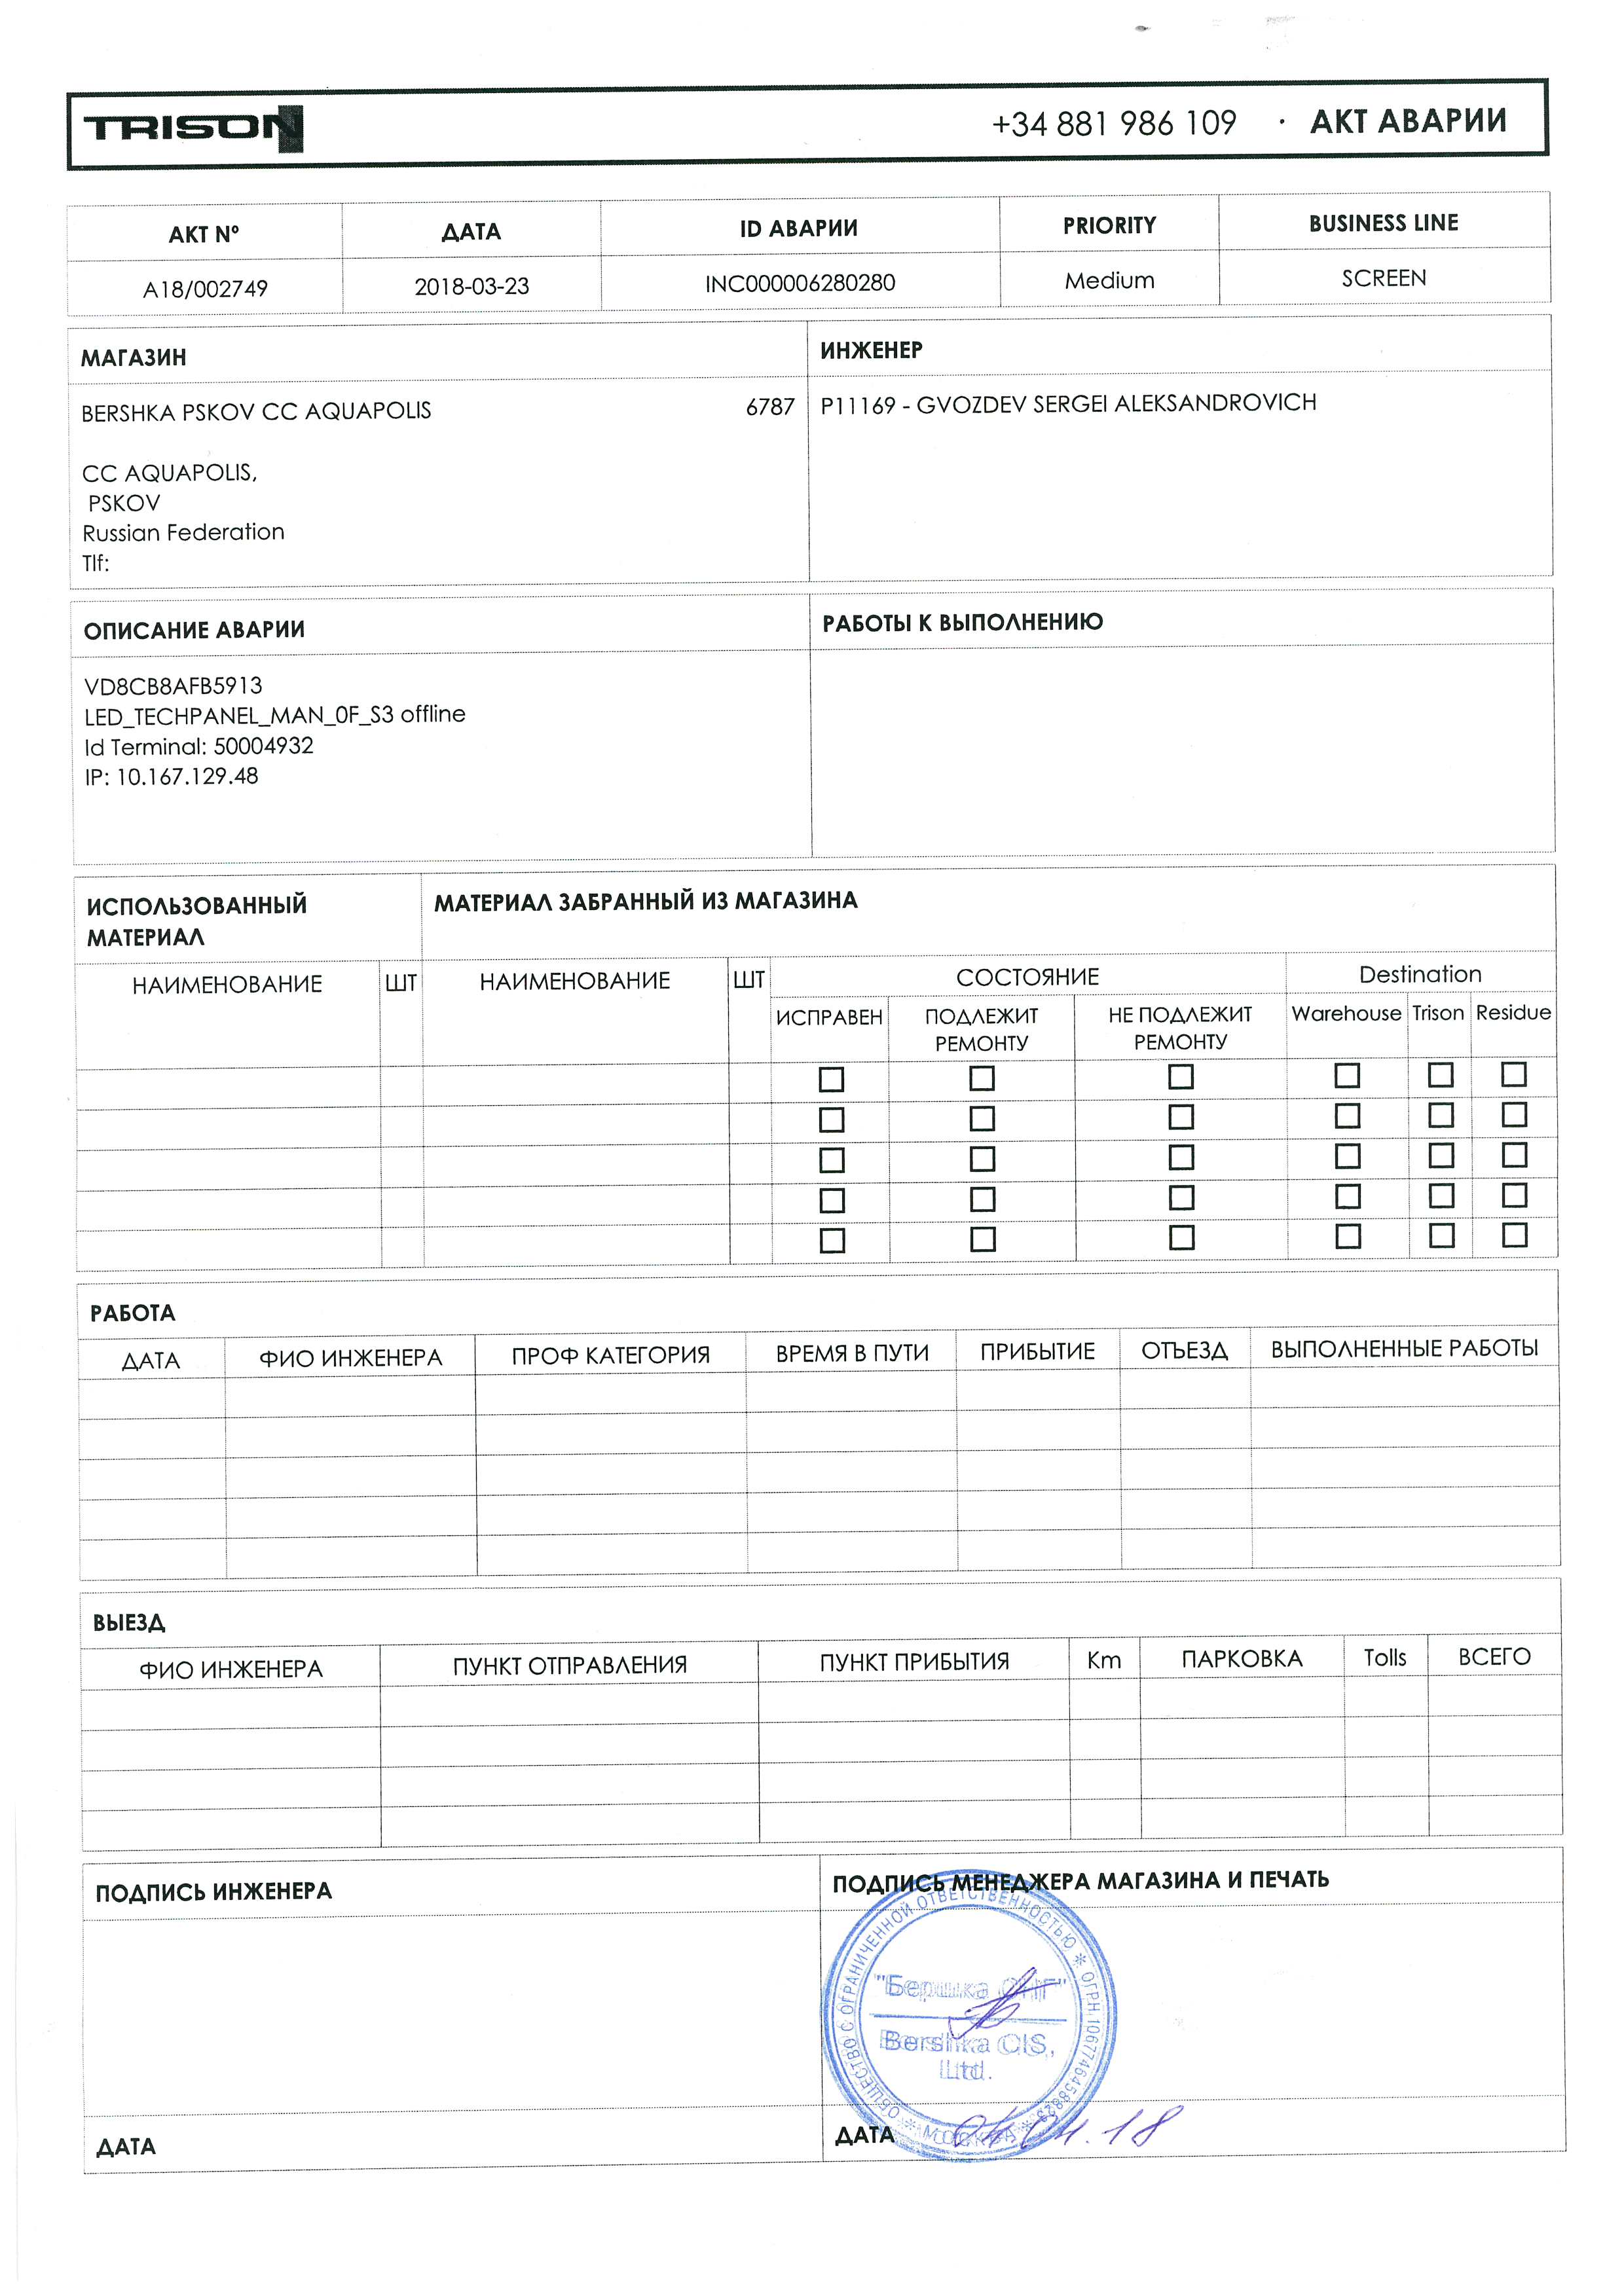 TRISON +34 881 986 109 · АКТ АВАРИИ
АКТ Nº ДАТА ID АВАРИИ PRIORITY BUSINESS LINE
A18/002749 2018-03-23 INC000006280280 Medium SCREEN
МАГАЗИН ИНЖЕНЕР
BERSHKA PSKOV CC AQUAPOLIS 6787 P11169 - GVOZDEV SERGEI ALEKSANDROVICH
CC AQUAPOLIS,
PSKOV
Russian Federation
Tlf:
ОПИСАНИЕ АВАРИИ РАБОТЫ К ВЫПОЛНЕНИЮ
VD8CB8AFB5913
LED_TECHPANEL_MAN_0F_S3 offline
Id Terminal: 50004932
IP: 10.167.129.48
ИСПОЛЬЗОВАННЫЙ МАТЕРИАЛ МАТЕРИАЛ ЗАБРАННЫЙ ИЗ МАГАЗИНА
НАИМЕНОВАНИЕ ШТ НАИМЕНОВАНИЕ ШТ СОСТОЯНИЕ Destination
ИСПРАВЕН ПОДЛЕЖИТ РЕМОНТУ НЕ ПОДЛЕЖИТ РЕМОНТУ Warehouse Trison Residue
РАБОТА
ДАТА ФИО ИНЖЕНЕРА ПРОФ КАТЕГОРИЯ ВРЕМЯ В ПУТИ ПРИБЫТИЕ ОТЪЕЗД ВЫПОЛНЕННЫЕ РАБОТЫ
ВЫЕЗД
ФИО ИНЖЕНЕРА ПУНКТ ОТПРАВЛЕНИЯ ПУНКТ ПРИБЫТИЯ Km ПАРКОВКА Tolls ВСЕГО
ПОДПИСЬ ИНЖЕНЕРА ПОДПИСЬ МЕНЕДЖЕРА МАГАЗИНА И ПЕЧАТЬ
ОБЩЕСТВО С ОГРАНИЧЕННОЙ ОТВЕТСТВЕННОСТЬЮ * ОГРН * МОСКВА *
"Бершка СНГ"
Bershka CIS,
Ltd.
ДАТА ДАТА